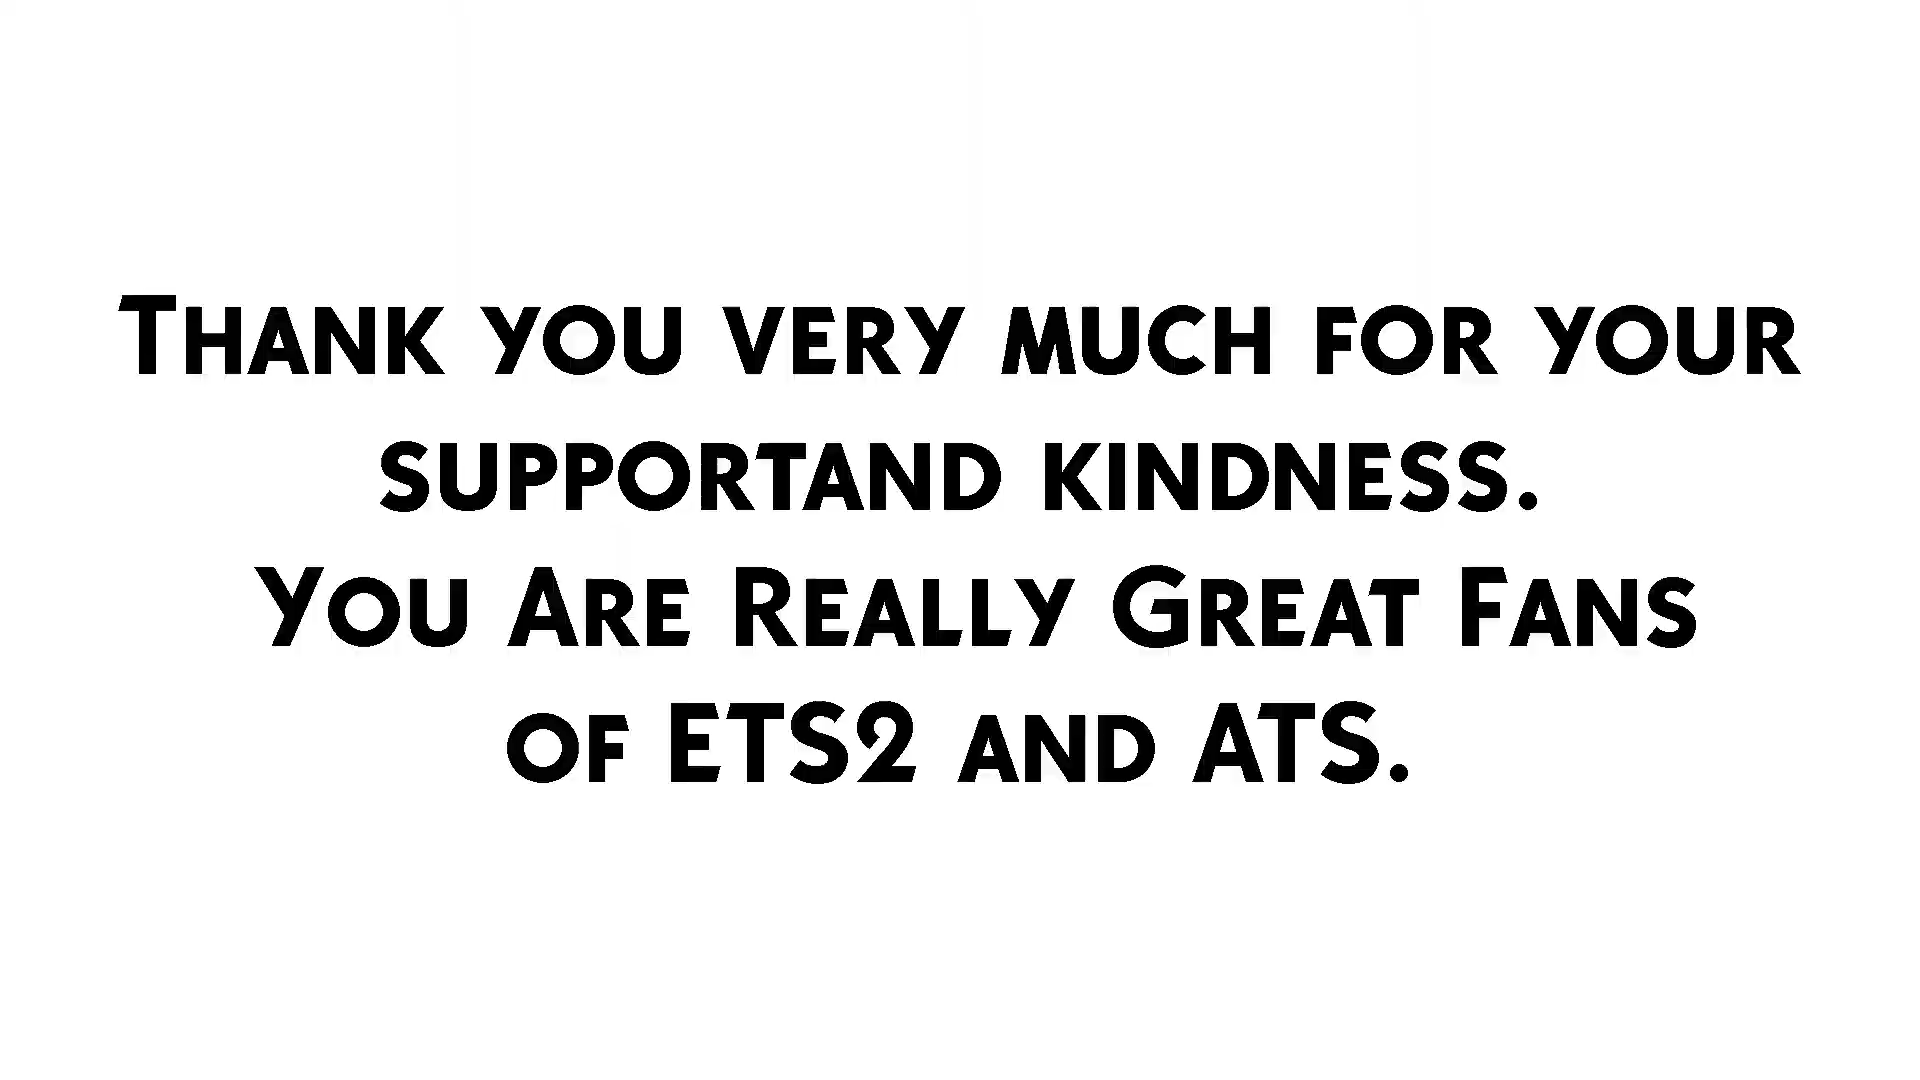 Thank you very much for your
supportand kindness.
You Are Really Great Fans
of ETS2 and ATS.